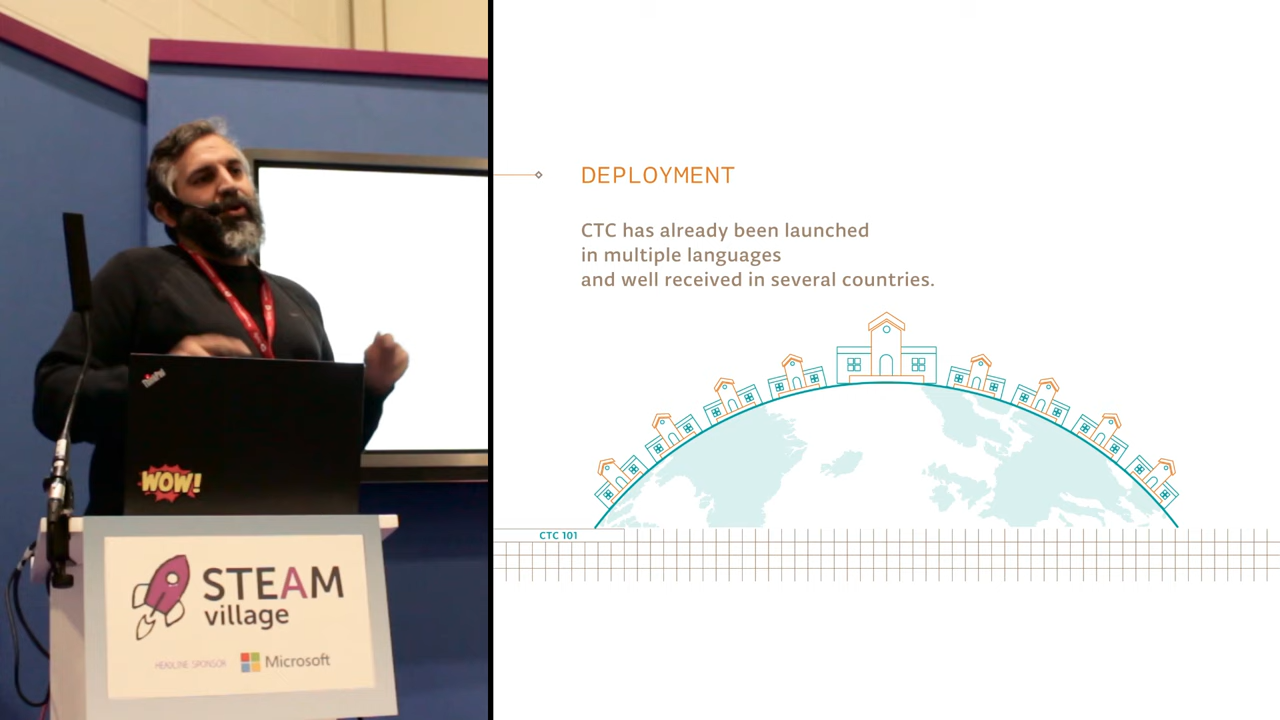 ThinkPad
WOW!
STEAM
village
HEADLINE SPONSOR
Microsoft
DEPLOYMENT
CTC has already been launched
in multiple languages
and well received in several countries.
CTC 101